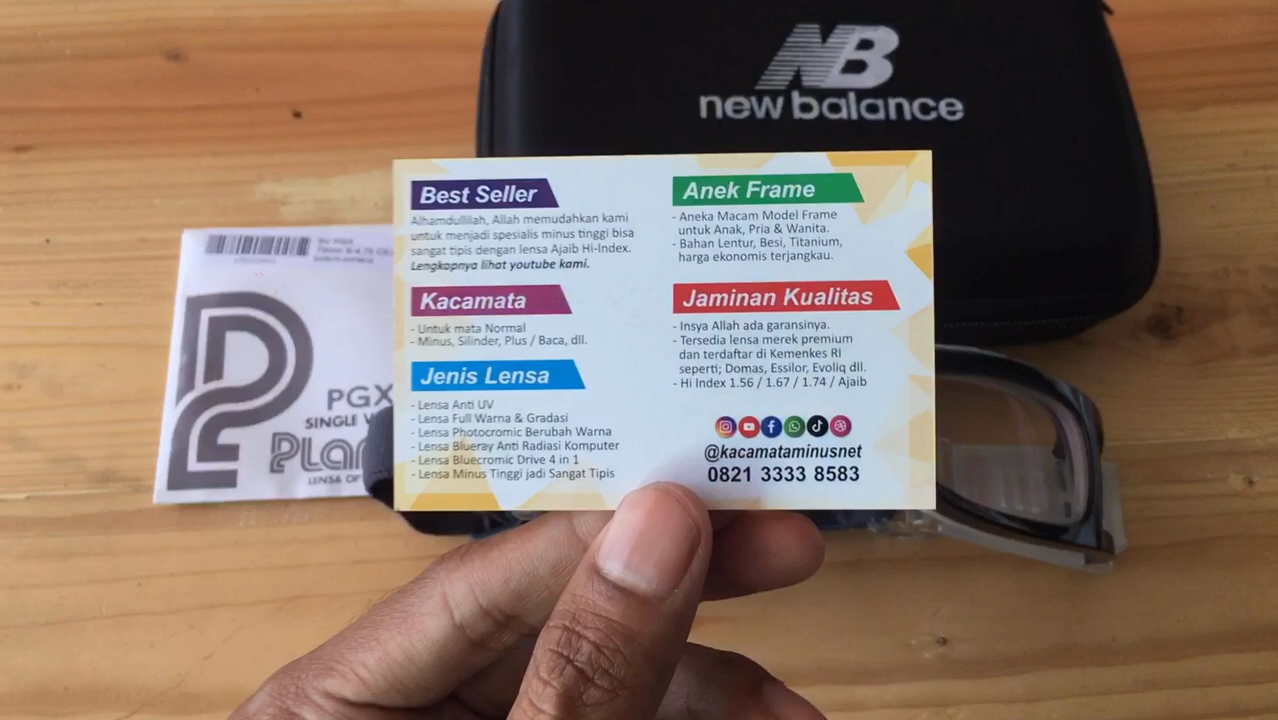 NB
new balance
Best Seller
Alhamdullilah, Allah memudahkan kami
untuk menjadi spesialis minus tinggi bisa
sangat tipis dengan lensa Ajaib Hi-Index.
Lengkapnya lihat youtube kami.
Kacamata
- Untuk mata Normal
- Minus, Silinder, Plus / Baca, dll.
Jenis Lensa
- Lensa Anti UV
- Lensa Full Warna & Gradasi
- Lensa Photocromic Berubah Warna
- Lensa Blueray Anti Radiasi Komputer
- Lensa Bluecromic Drive 4 in 1
- Lensa Minus Tinggi jadi Sangat Tipis
Anek Frame
- Aneka Macam Model Frame
untuk Anak, Pria & Wanita.
- Bahan Lentur, Besi, Titanium,
harga ekonomis terjangkau.
Jaminan Kualitas
- Insya Allah ada garansinya.
- Tersedia lensa merek premium
dan terdaftar di Kemenkes RI
seperti; Domas, Essilor, Evoliq dll.
- Hi Index 1.56 / 1.67 / 1.74 / Ajaib
@kacamataminusnet
0821 3333 8583
PGX
SINGLE V
Plan
LENSA OP